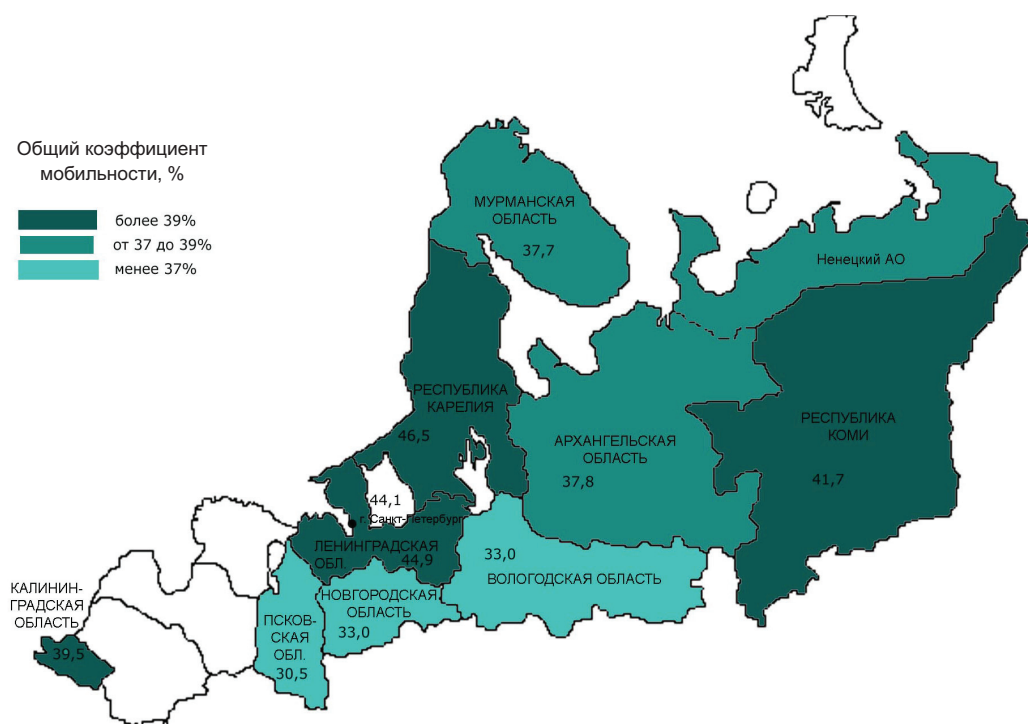 Общий коэффициент
мобильности, %
более 39%
от 37 до 39%
менее 37%
МУРМАНСКАЯ
ОБЛАСТЬ
37,7
Ненецкий АО
РЕСПУБЛИКА
КАРЕЛИЯ
46,5
АРХАНГЕЛЬСКАЯ
ОБЛАСТЬ
37,8
РЕСПУБЛИКА
КОМИ
41,7
44,1
г. Санкт-Петербург
ЛЕНИНГРАДСКАЯ
ОБЛ.
44,9
33,0
ВОЛОГОДСКАЯ ОБЛАСТЬ
КАЛИНИН-
ГРАДСКАЯ
ОБЛАСТЬ
39,5
ПСКОВ-
СКАЯ
ОБЛ.
30,5
НОВГОРОДСКАЯ
ОБЛАСТЬ
33,0